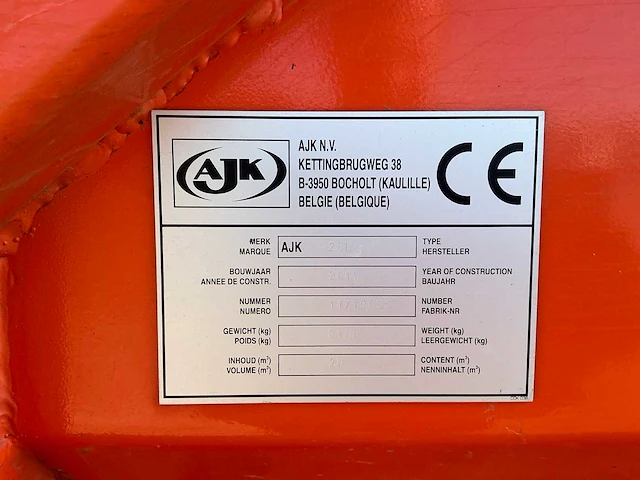 AJK
AJK N.V.
KETTINGBRUGWEG 38
B-3950 BOCHOLT (KAULILLE)
BELGIE (BELGIQUE)
CE
MERK
MARQUE
AJK
TYPE
HERSTELLER
BOUWJAAR
ANNEE DE CONSTR.
YEAR OF CONSTRUCTION
BAUJAHR
NUMMER
NUMERO
NUMBER
FABRIK-NR
GEWICHT (kg)
POIDS (kg)
WEIGHT (kg)
LEERGEWICHT (kg)
INHOUD (m³)
VOLUME (m³)
CONTENT (m³)
NENNINHALT (m³)